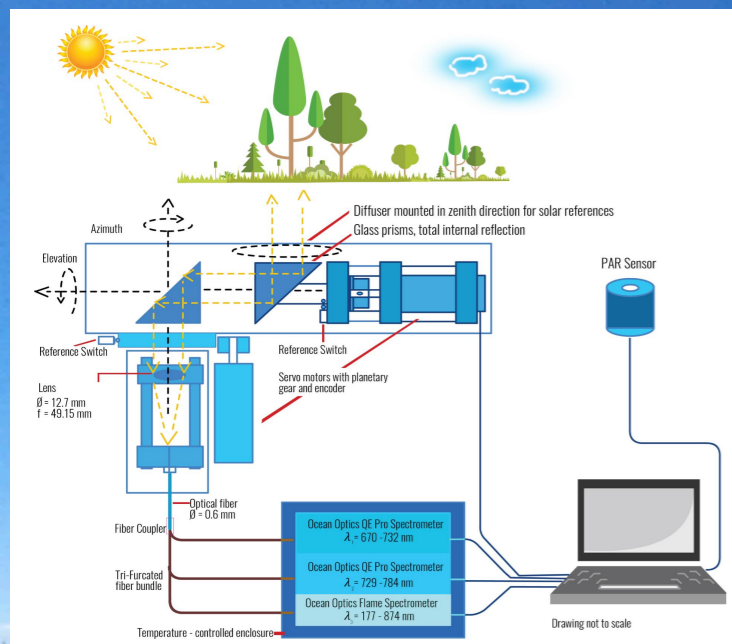 Diffuser mounted in zenith direction for solar references
Glass prisms, total internal reflection
Azimuth
Elevation
PAR Sensor
Reference Switch
Reference Switch
Servo motors with planetary
gear and encoder
Lens
Ø = 12.7 mm
f = 49.15 mm
Optical fiber
Ø = 0.6 mm
Fiber Coupler
Ocean Optics QE Pro Spectrometer
λ = 670 -732 nm
Tri-Furcated
fiber bundle
Ocean Optics QE Pro Spectrometer
λ = 729 -784 nm
Ocean Optics Flame Spectrometer
λ = 177 - 874 nm
Temperature - controlled enclosure
Drawing not to scale